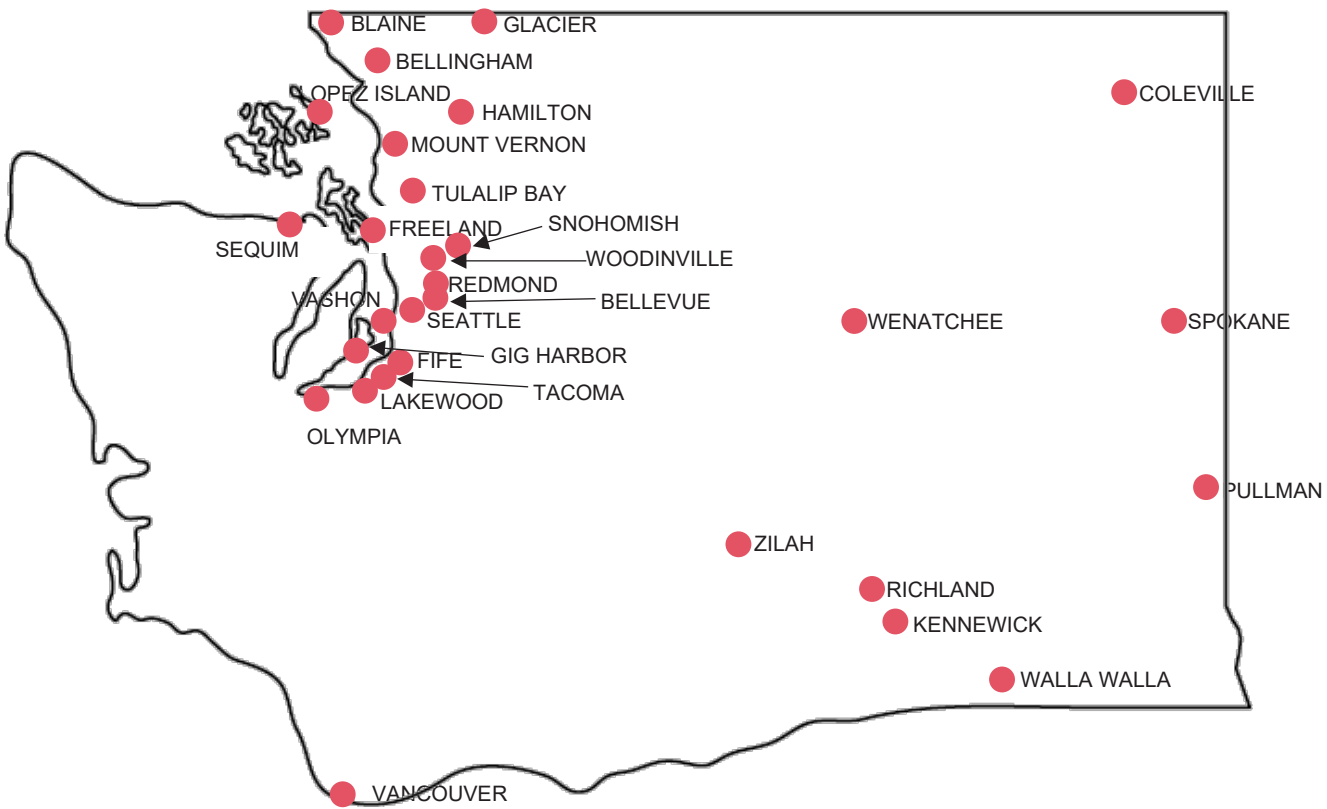 BLAINE
GLACIER
BELLINGHAM
COLEVILLE
LOPEZ ISLAND
HAMILTON
MOUNT VERNON
TULALIP BAY
SNOHOMISH
FREELAND
SEQUIM
WOODINVILLE
REDMOND
VASHON
BELLEVUE
SEATTLE
WENATCHEE
SPOKANE
GIG HARBOR
FIFE
TACOMA
LAKEWOOD
OLYMPIA
PULLMAN
ZILAH
RICHLAND
KENNEWICK
WALLA WALLA
VANCOUVER